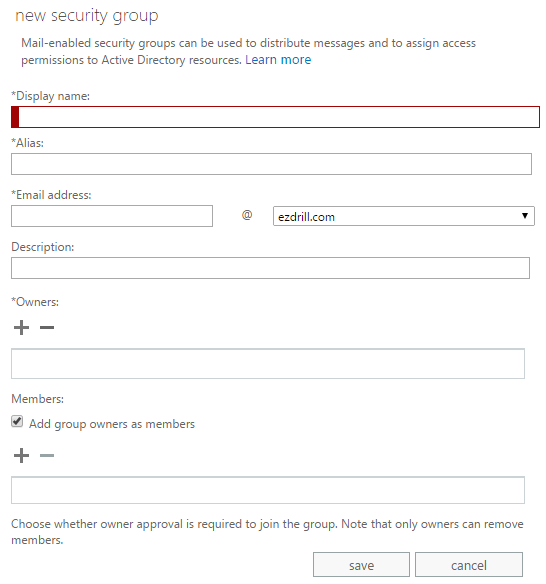 new security group
Mail-enabled security groups can be used to distribute messages and to assign access
permissions to Active Directory resources. Learn more
*Display name:
*Alias:
*Email address:
@ ezdrill.com
Description:
*Owners:
Members:
Add group owners as members
Choose whether owner approval is required to join the group. Note that only owners can remove
members.
save cancel